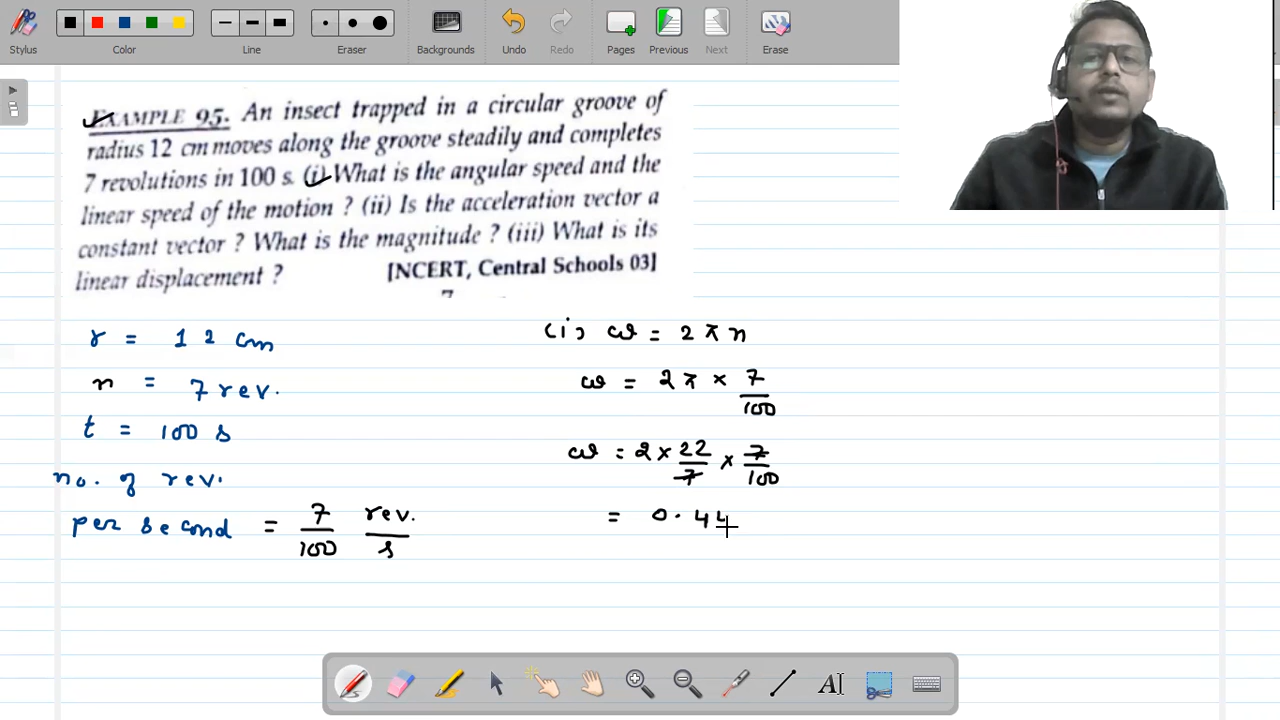 Stylus Color Line Eraser Backgrounds Undo Redo Pages Previous Next Erase
EXAMPLE 95. An insect trapped in a circular groove of
radius 12 cm moves along the groove steadily and completes
7 revolutions in 100 s. (i) What is the angular speed and the
linear speed of the motion ? (ii) Is the acceleration vector a
constant vector ? What is the magnitude ? (iii) What is its
linear displacement ? [NCERT, Central Schools 03]
r = 12 cm
n = 7 rev.
t = 100 s
no. of rev.
per second = 7/100 rev./s
(i) ω = 2πn
ω = 2π × 7/100
ω = 2 × 22/7 × 7/100
= 0.44
AI